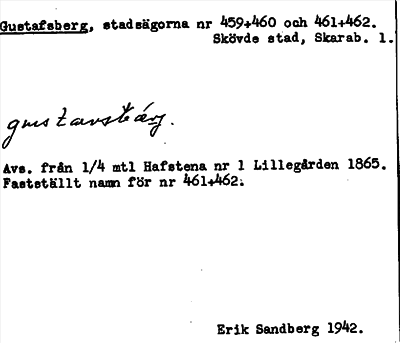 Gustafsberg, stadsägorna nr 459+460 och 461+462.
Skövde stad, Skarab. l.
gustavsbárj.
Avs. från 1/4 mtl Hafstena nr 1 Lillegården 1865.
Fastställt namn för nr 461+462.
Erik Sandberg 1942.